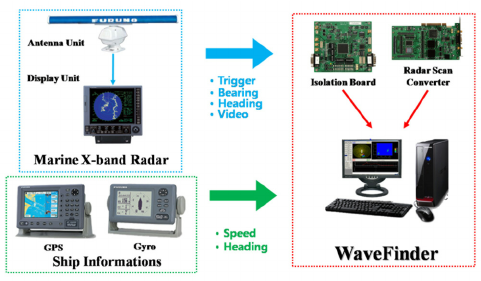 FURUNO
Antenna Unit
Display Unit
Marine X-band Radar
• Trigger
• Bearing
• Heading
• Video
Isolation Board
Radar Scan
Converter
GPS
Gyro
Ship Informations
• Speed
• Heading
WaveFinder